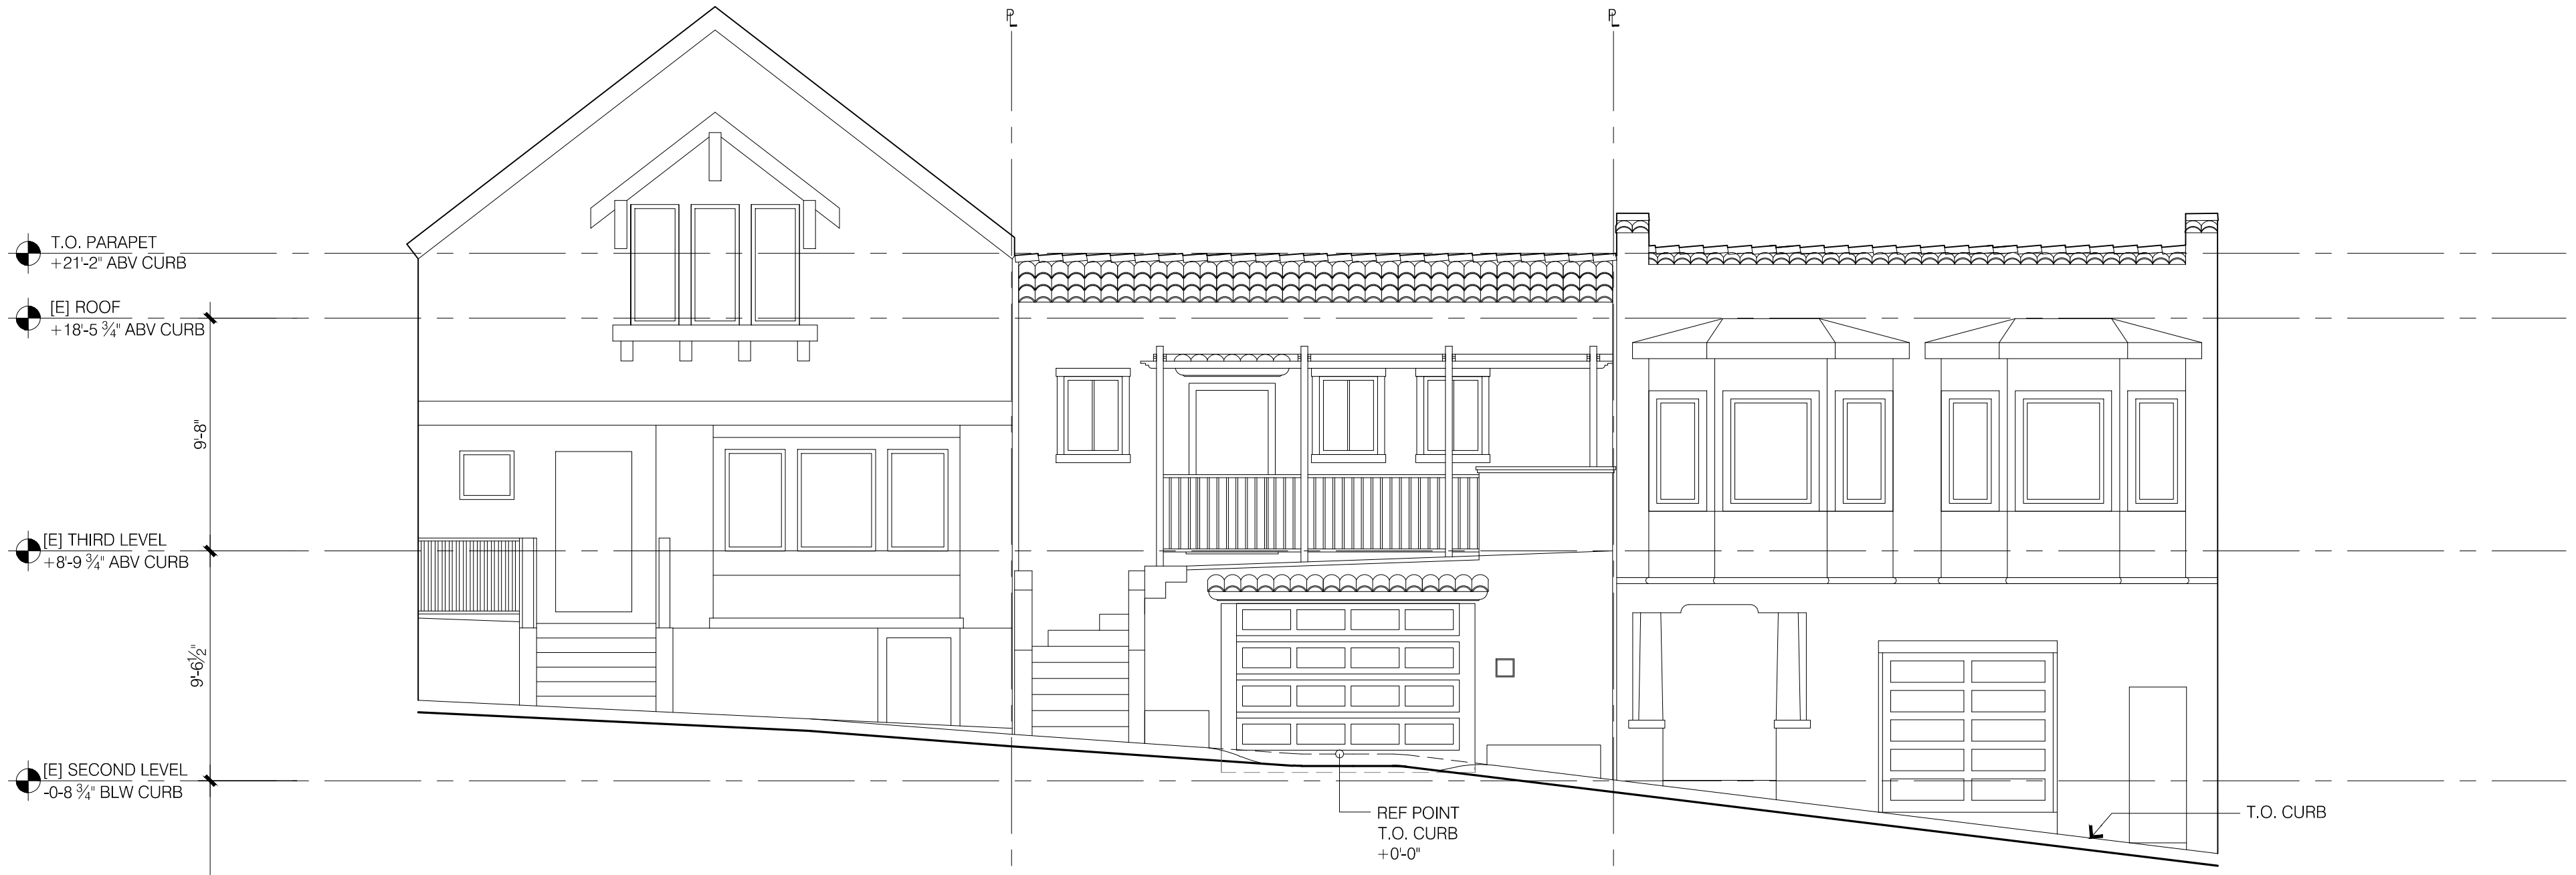 ℄
℄
T.O. PARAPET
+21'-2" ABV CURB
[E] ROOF
+18'-5 ¾" ABV CURB
9'-8"
[E] THIRD LEVEL
+8'-9 ¾" ABV CURB
9'-6½"
[E] SECOND LEVEL
-0-8 ¾" BLW CURB
REF POINT
T.O. CURB
+0'-0"
T.O. CURB